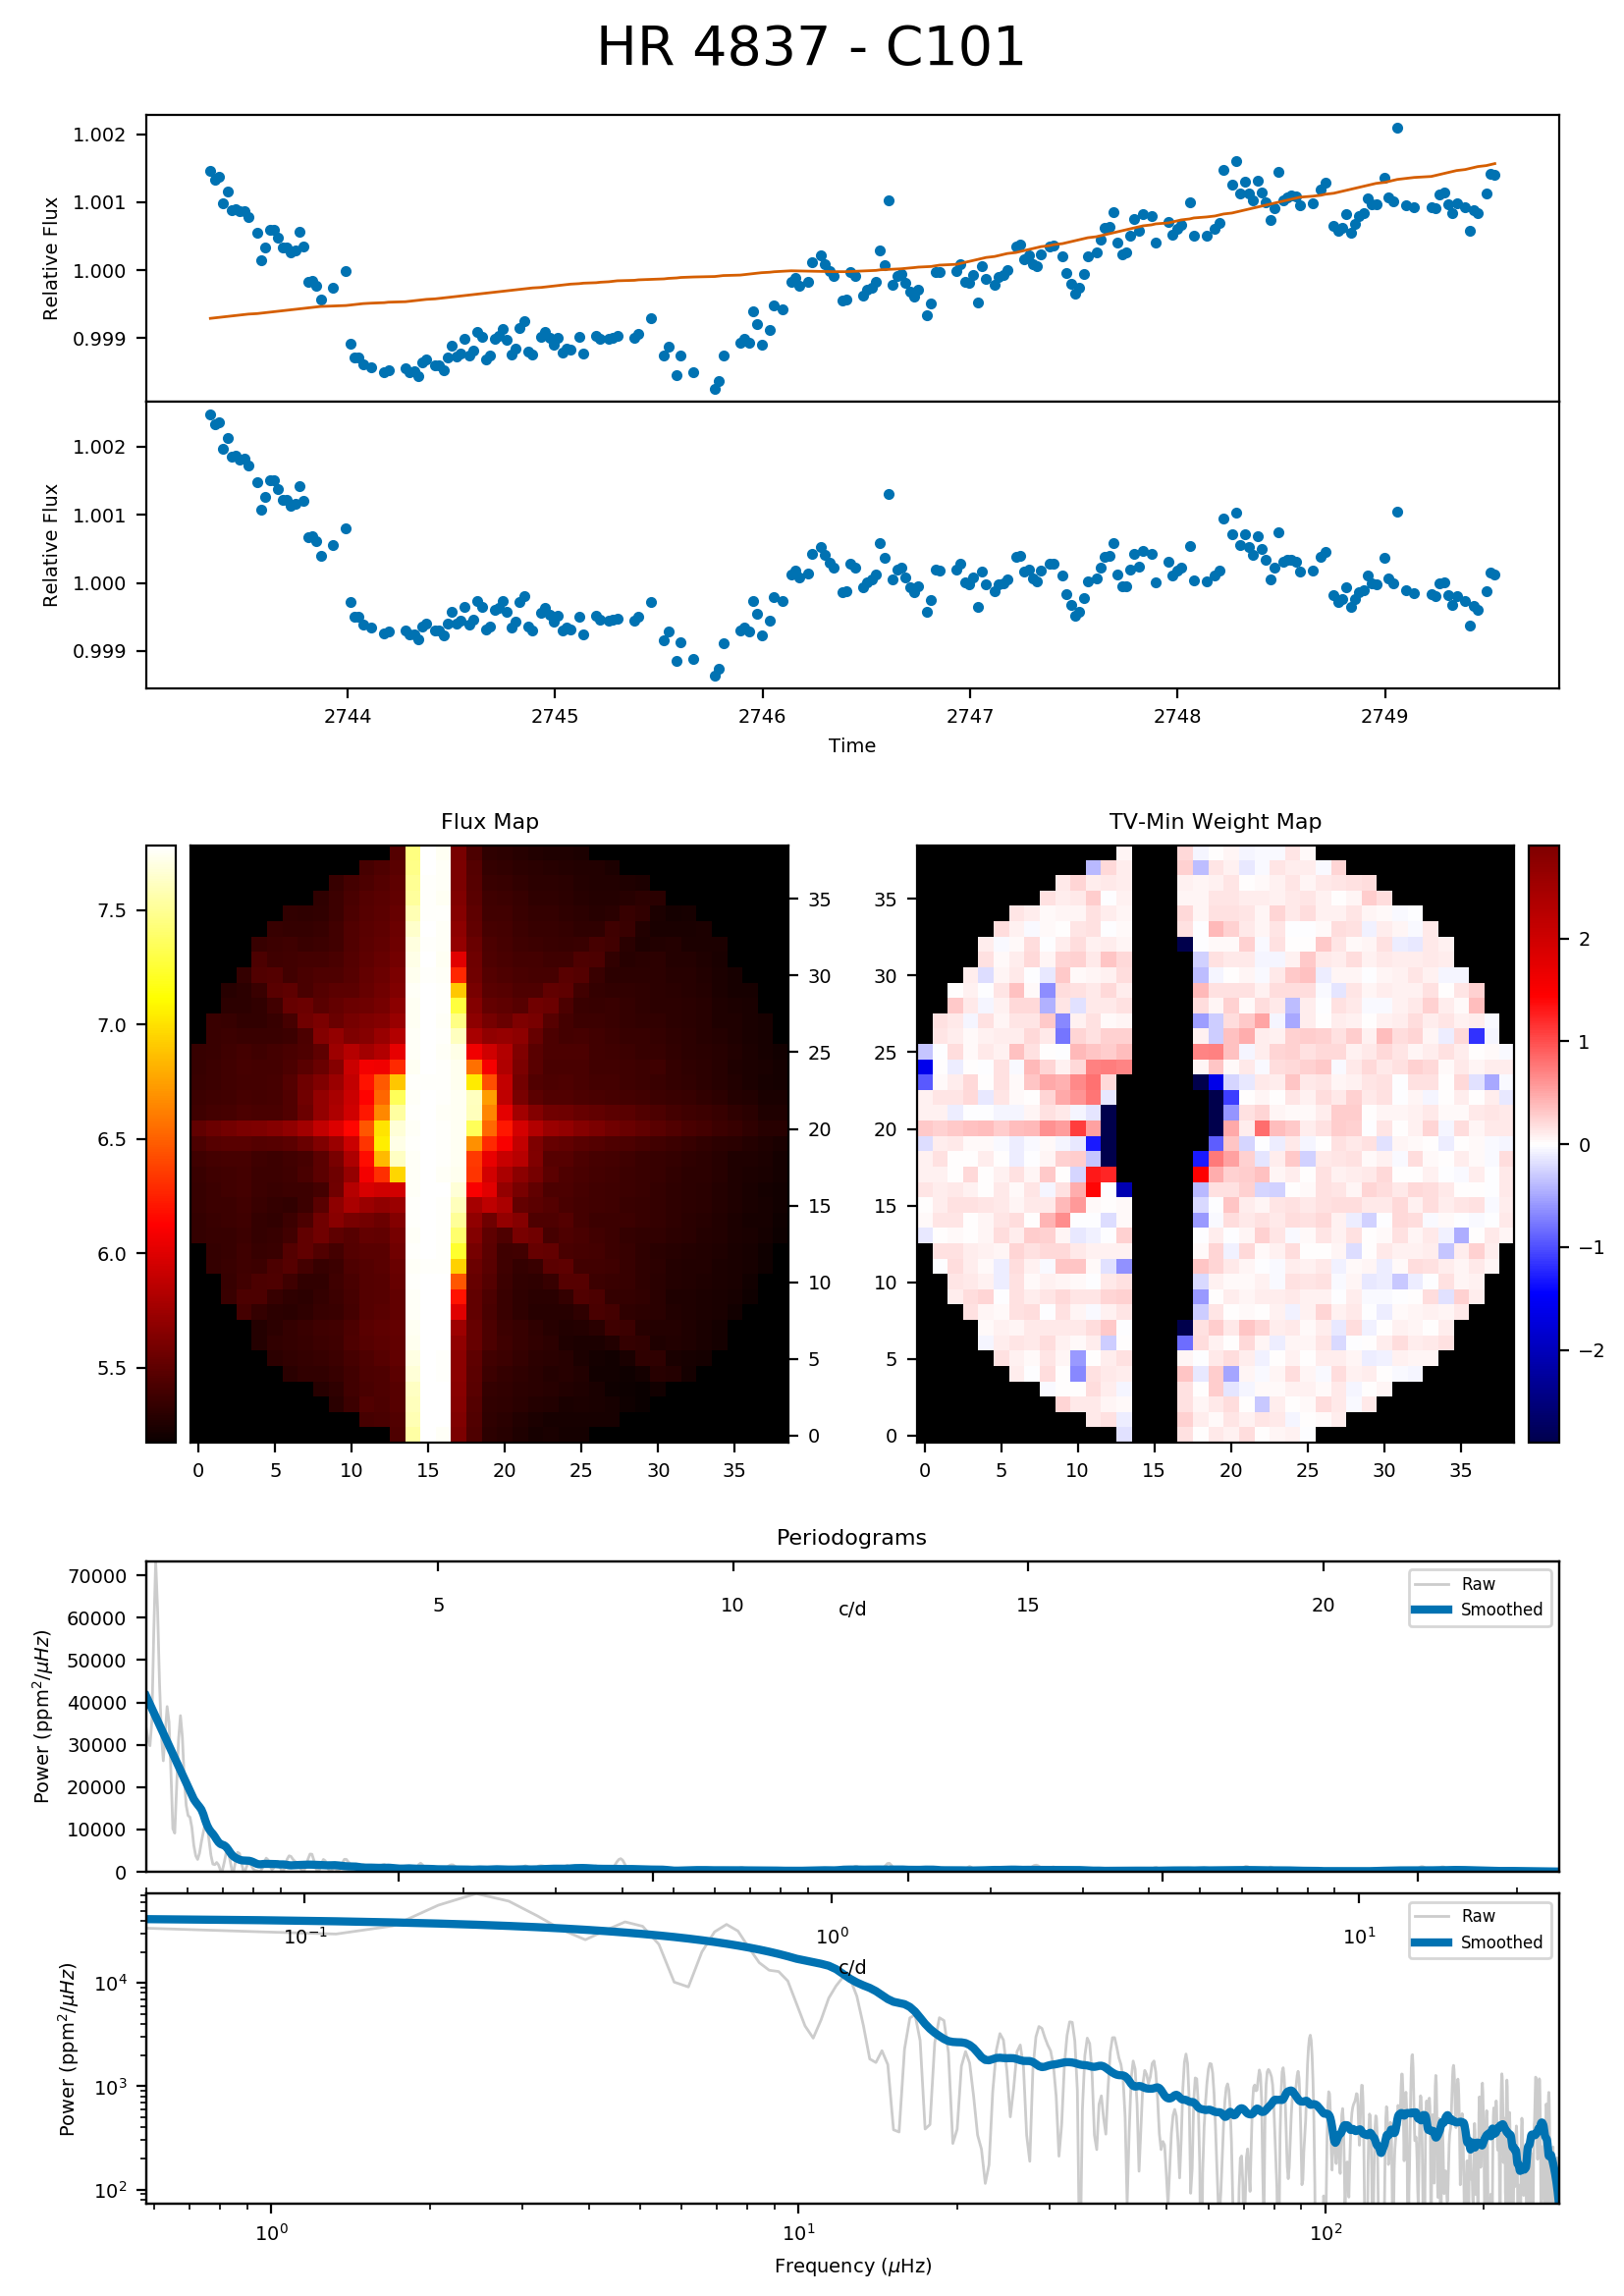 HR 4837 - C101
1.002
1.001
1.000
0.999
Relative Flux
1.002
1.001
1.000
0.999
Relative Flux
2744 2745 2746 2747 2748 2749
Time
Flux Map
TV-Min Weight Map
7.5
7.0
6.5
6.0
5.5
35
30
25
20
15
10
5
0
0 5 10 15 20 25 30 35
35
30
25
20
15
10
5
0
0 5 10 15 20 25 30 35
2
1
0
−1
−2
Periodograms
70000
60000
50000
40000
30000
20000
10000
0
Power (ppm²/μHz)
5 10 15 20
c/d
Raw
Smoothed
10⁻¹ 10⁰ 10¹
c/d
Raw
Smoothed
10⁴
10³
10²
Power (ppm²/μHz)
10⁰ 10¹ 10²
Frequency (μHz)